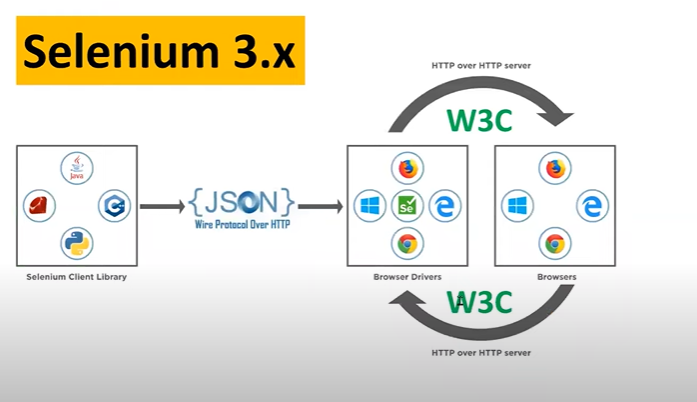 Selenium 3.x
HTTP over HTTP server
W3C
Java
C++
{JSON}
Wire Protocol Over HTTP
Se
Selenium Client Library
Browser Drivers
Browsers
W3C
HTTP over HTTP server